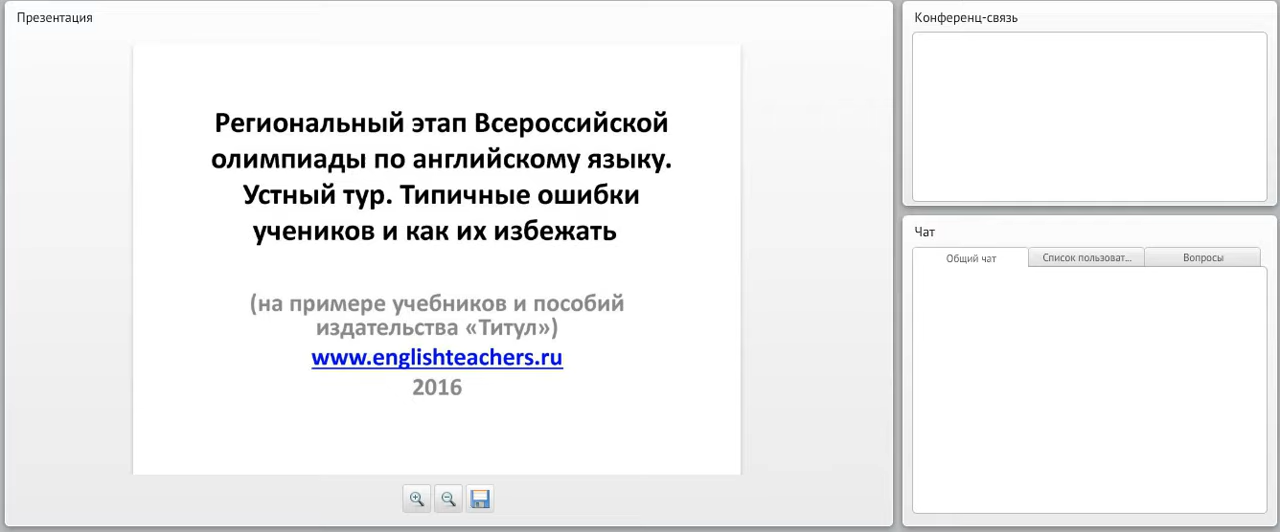 Презентация
Региональный этап Всероссийской
олимпиады по английскому языку.
Устный тур. Типичные ошибки
учеников и как их избежать
(на примере учебников и пособий
издательства «Титул»)
www.englishteachers.ru
2016
Конференц-связь
Чат
Общий чат
Список пользоват...
Вопросы